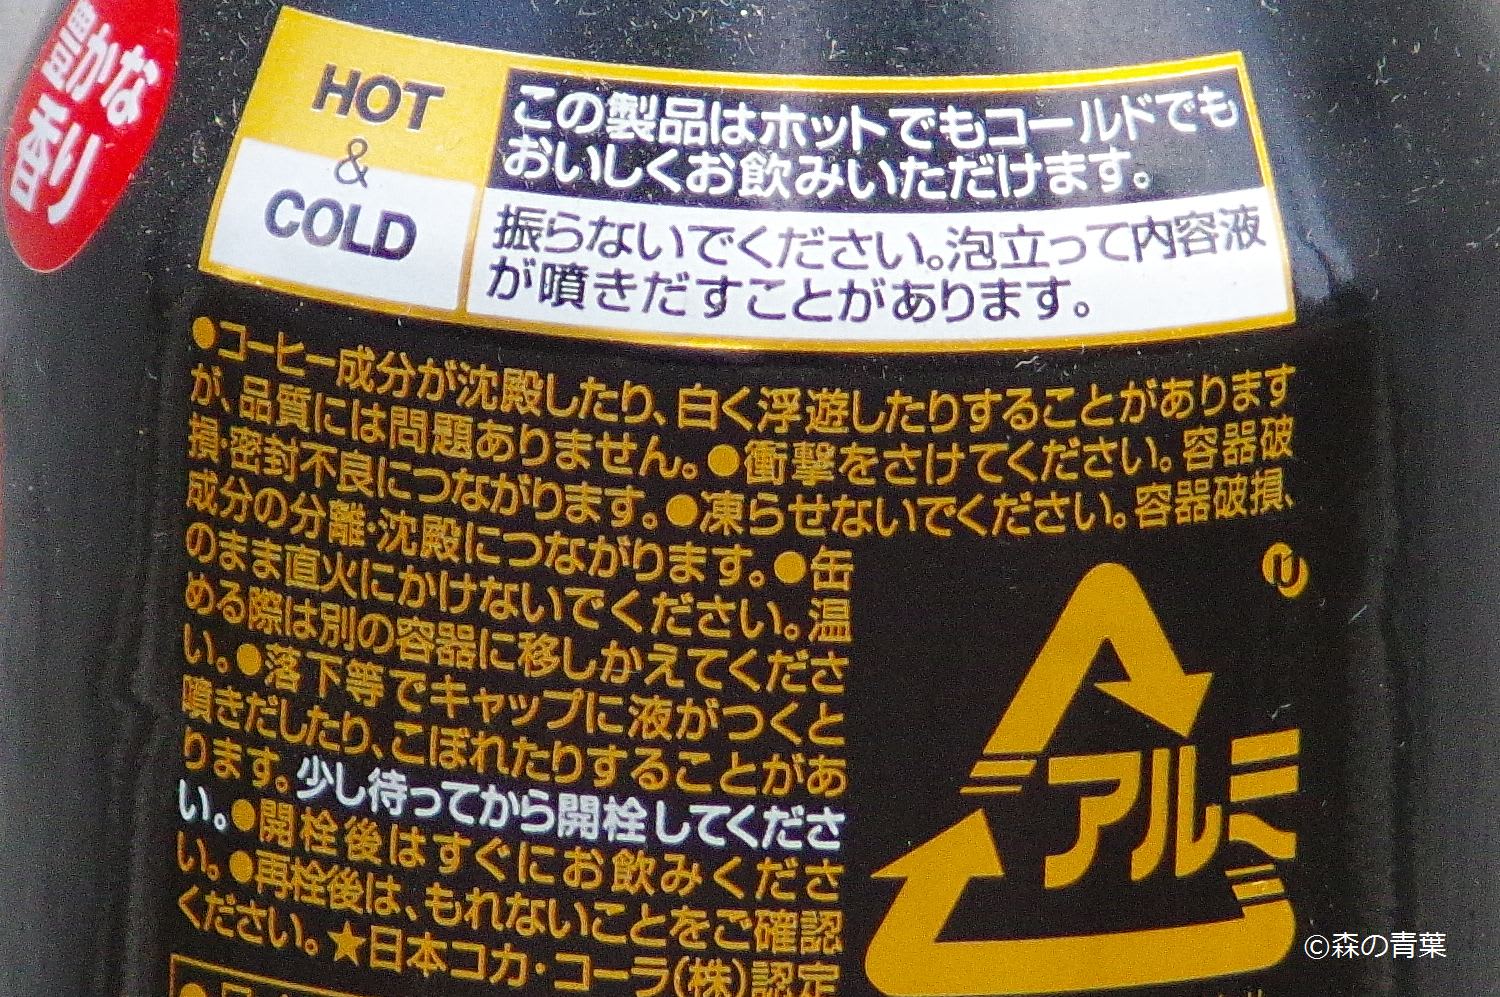 豊かな
香り
HOT
&
COLD
この製品はホットでもコールドでも
おいしくお飲みいただけます。
振らないでください。泡立って内容液
が噴きだすことがあります。
●コーヒー成分が沈殿したり、白く浮遊したりすることがあります
が、品質には問題ありません。●衝撃をさけてください。容器破
損・密封不良につながります。●凍らせないでください。容器破損、
成分の分離・沈殿につながります。●缶
のまま直火にかけないでください。温
める際は別の容器に移しかえてくださ
い。●落下等でキャップに液がつくと
噴きだしたり、こぼれたりすることがあ
ります。少し待ってから開栓してくださ
い。●開栓後はすぐにお飲みくださ
い。●再栓後は、もれないことをご確認
ください。★日本コカ・コーラ(株)認定
アルミ
©森の青葉